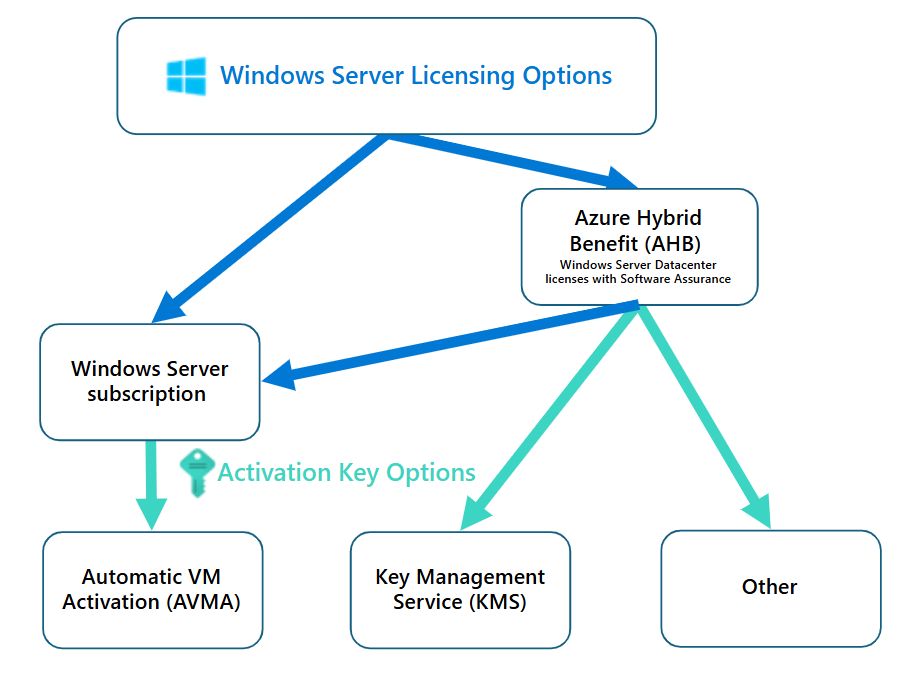 Windows Server Licensing Options
Azure Hybrid
Benefit (AHB)
Windows Server Datacenter
licenses with Software Assurance
Windows Server
subscription
Activation Key Options
Automatic VM
Activation (AVMA)
Key Management
Service (KMS)
Other